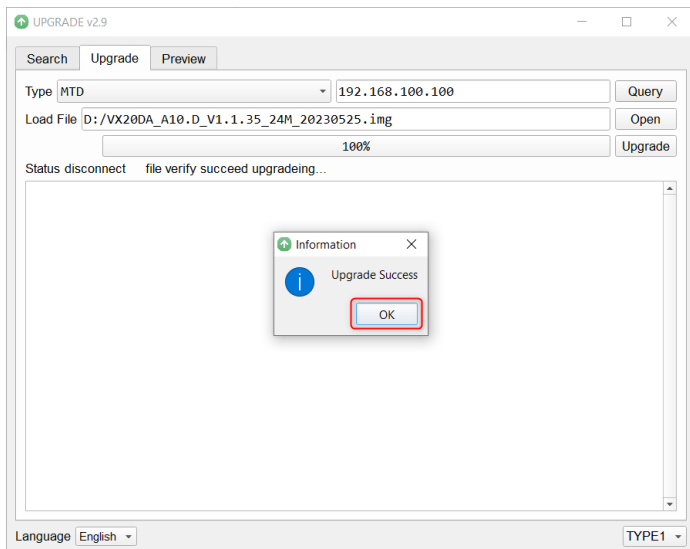 UPGRADE v2.9
Search Upgrade Preview
Type MTD 192.168.100.100 Query
Load File D:/VX20DA_A10.D_V1.1.35_24M_20230525.img Open
100% Upgrade
Status disconnect file verify succeed upgradeing...
Information
Upgrade Success
OK
Language English TYPE1